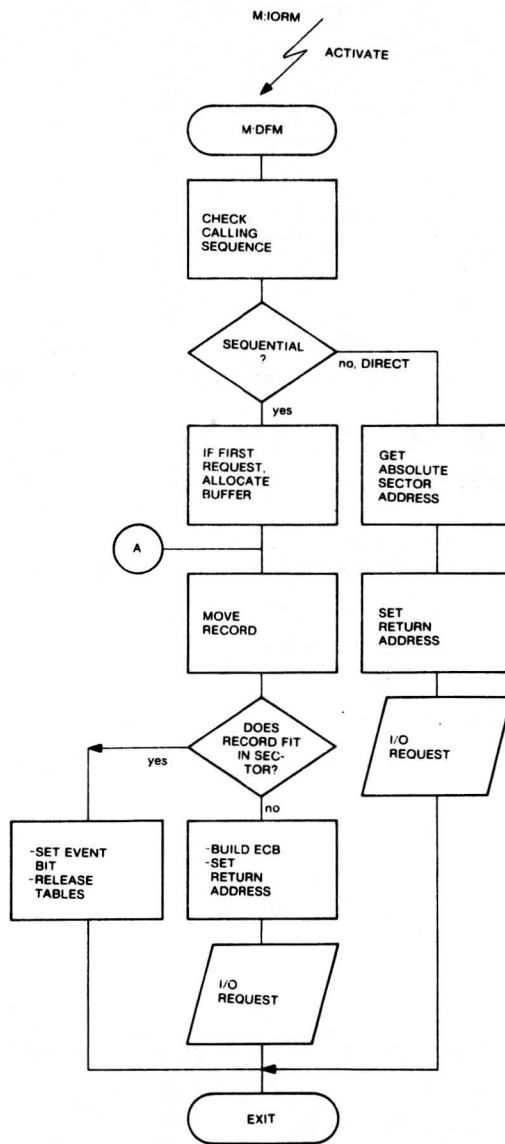 M:IORM
ACTIVATE
M:DFM
CHECK
CALLING
SEQUENCE
SEQUENTIAL
?
no, DIRECT
yes
IF FIRST
REQUEST,
ALLOCATE
BUFFER
GET
ABSOLUTE
SECTOR
ADDRESS
A
MOVE
RECORD
SET
RETURN
ADDRESS
DOES
RECORD FIT
IN SEC-
TOR?
yes
no
I/O
REQUEST
-SET EVENT
BIT
-RELEASE
TABLES
-BUILD ECB
-SET
RETURN
ADDRESS
I/O
REQUEST
EXIT